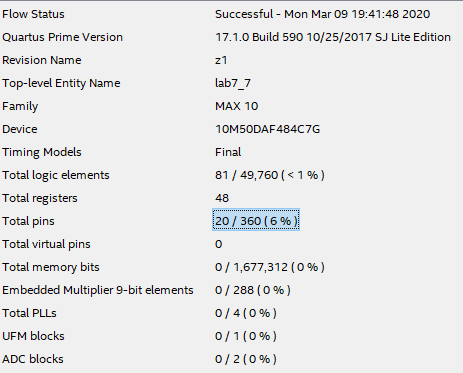 Flow Status Successful - Mon Mar 09 19:41:48 2020
Quartus Prime Version 17.1.0 Build 590 10/25/2017 SJ Lite Edition
Revision Name z1
Top-level Entity Name lab7_7
Family MAX 10
Device 10M50DAF484C7G
Timing Models Final
Total logic elements 81 / 49,760 ( < 1 % )
Total registers 48
Total pins 20 / 360 ( 6 % )
Total virtual pins 0
Total memory bits 0 / 1,677,312 ( 0 % )
Embedded Multiplier 9-bit elements 0 / 288 ( 0 % )
Total PLLs 0 / 4 ( 0 % )
UFM blocks 0 / 1 ( 0 % )
ADC blocks 0 / 2 ( 0 % )